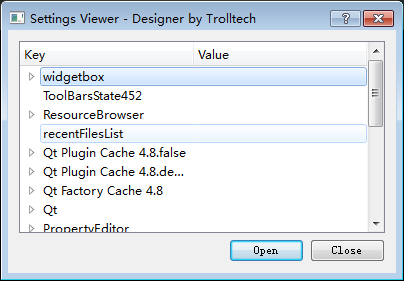 Settings Viewer - Designer by Trolltech
Key Value
widgetbox
ToolBarsState452
ResourceBrowser
recentFilesList
Qt Plugin Cache 4.8.false
Qt Plugin Cache 4.8.de...
Qt Factory Cache 4.8
Qt
PropertyEditor
Open Close